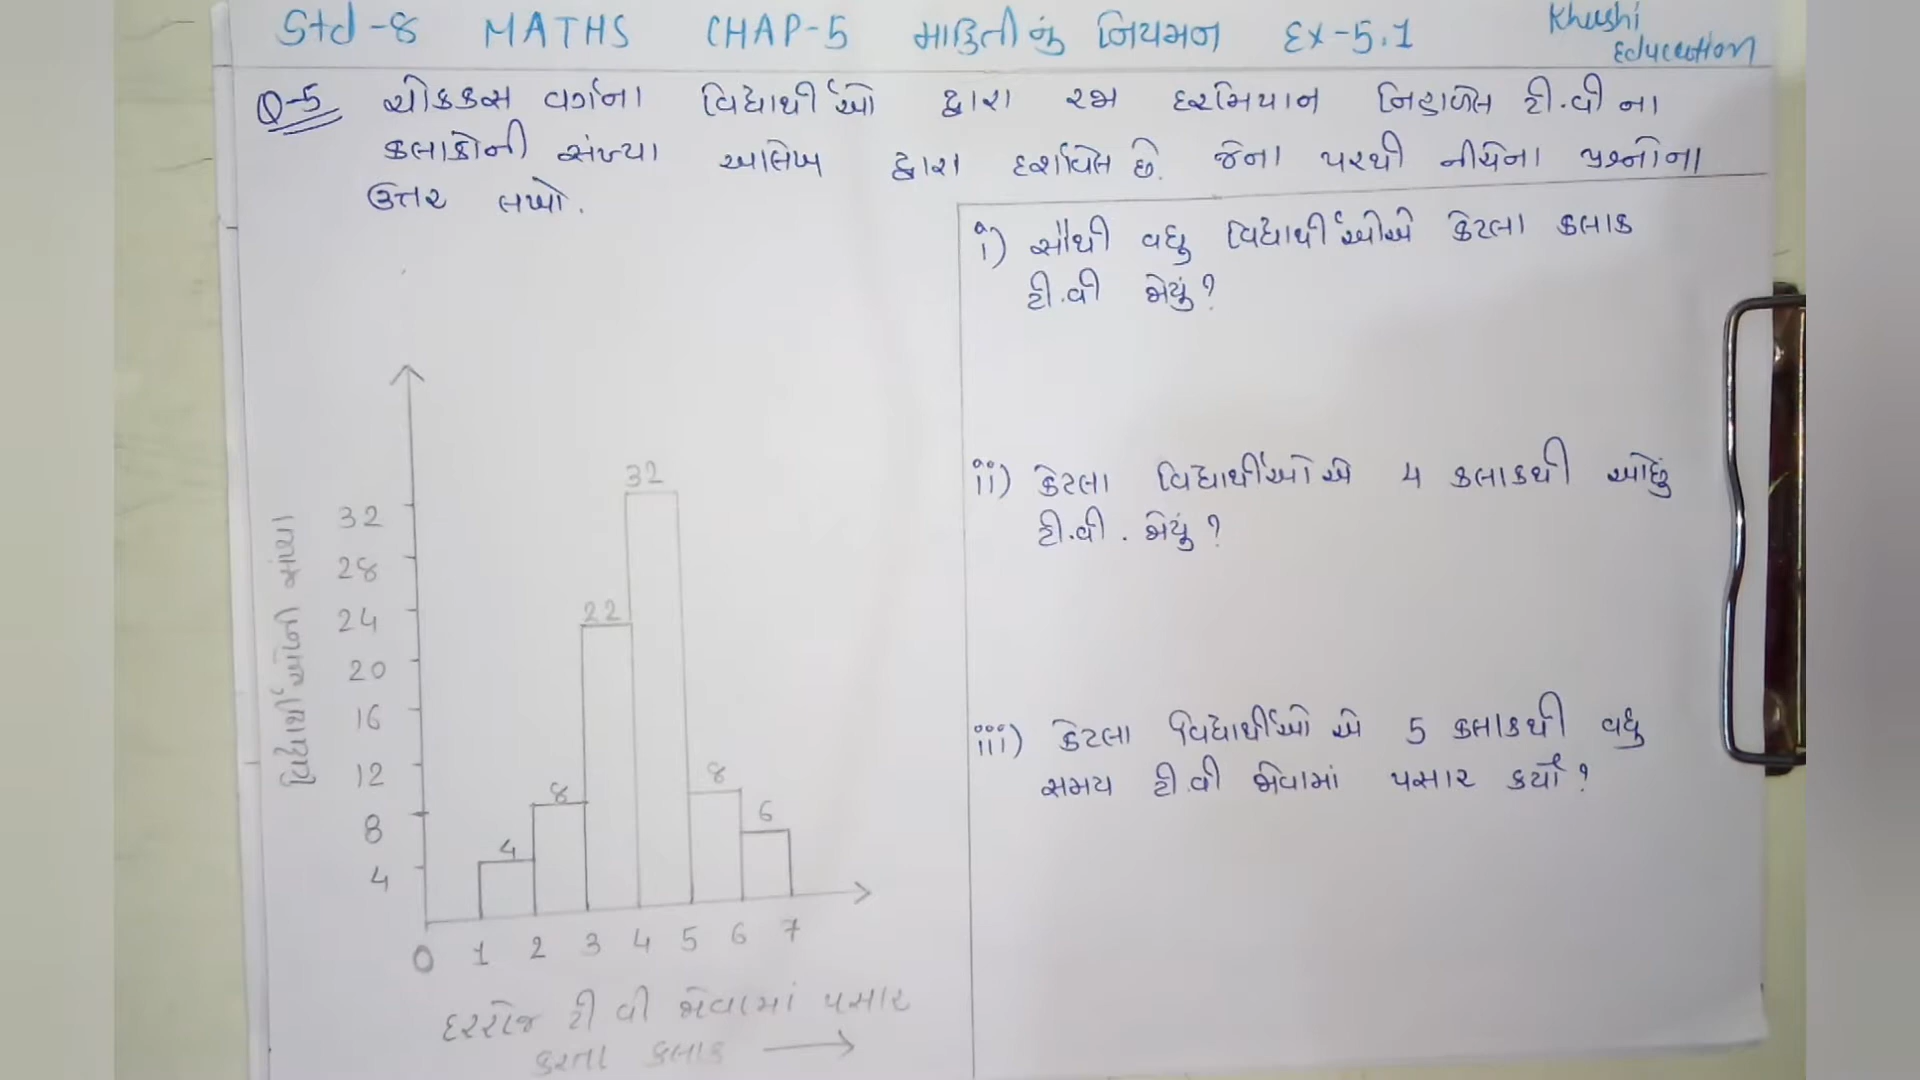 Std-8 MATHS CHAP-5 માહિતીનું નિયમન Ex-5.1 Khushi Education
Q-5 ચોકકસ વર્ગના વિદ્યાર્થીઓ દ્વારા રજા દરમિયાન નિહાળેલ ટી.વી ના
કલાકોની સંખ્યા આલેખ દ્વારા દર્શાવેલ છે. જેના પરથી નીચેના પ્રશ્નોના
ઉત્તર લખો.
i) સૌથી વધુ વિદ્યાર્થીઓએ કેટલા કલાક
ટી.વી જોયું?
ii) કેટલા વિદ્યાર્થીઓએ 4 કલાકથી ઓછું
ટી.વી. જોયું?
iii) કેટલા વિદ્યાર્થીઓ એ 5 કલાકથી વધુ
સમય ટી.વી જોવામાં પસાર કર્યો?
વિદ્યાર્થીઓની સંખ્યા
32
28
24
20
16
12
8
4
4 8 22 32 8 6
0 1 2 3 4 5 6 7
દરરોજ ટી વી જોવામાં પસાર
કરતા કલાક